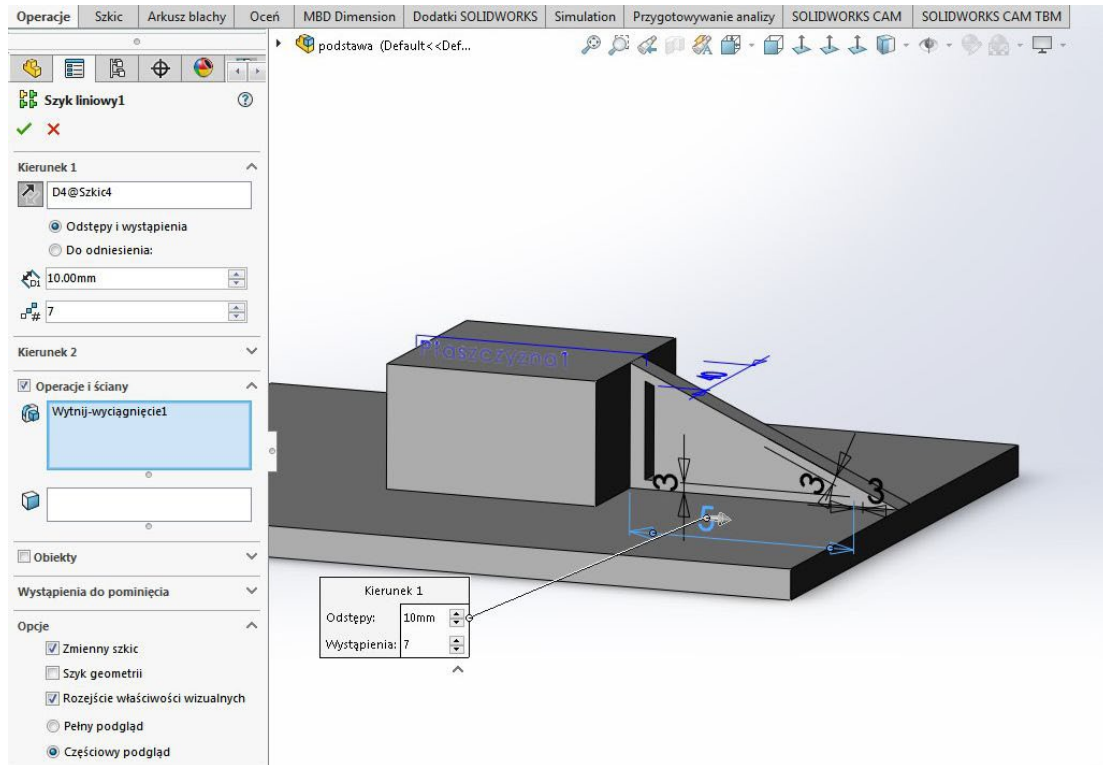 Operacje Szkic Arkusz blachy Oceń MBD Dimension Dodatki SOLIDWORKS Simulation Przygotowywanie analizy SOLIDWORKS CAM SOLIDWORKS CAM TBM
podstawa (Default<<Def...
Szyk liniowy1
Kierunek 1
D4@Szkic4
Odstępy i wystąpienia
Do odniesienia:
D1 10.00mm
# 7
Kierunek 2
Operacje i ściany
Wytnij-wyciągnięcie1
Obiekty
Wystąpienia do pominięcia
Opcje
Zmienny szkic
Szyk geometrii
Rozejście właściwości wizualnych
Pełny podgląd
Częściowy podgląd
Płaszczyzna1
3
3
3
5
Kierunek 1
Odstępy: 10mm
Wystąpienia: 7